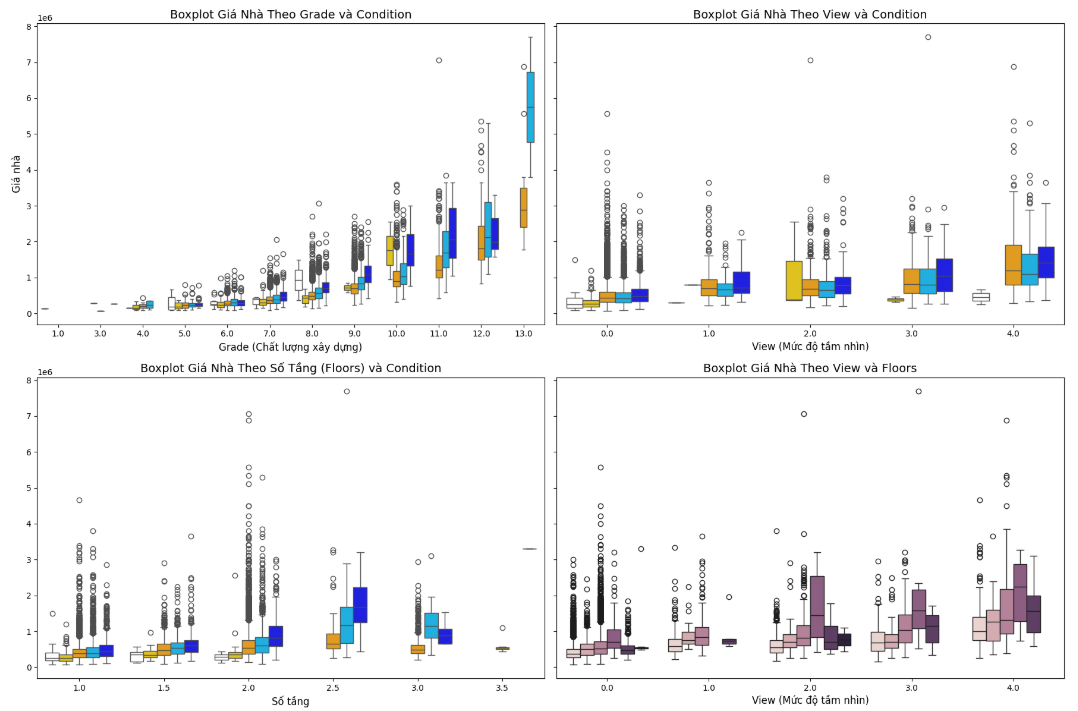 Boxplot Giá Nhà Theo Grade và Condition
1e6
8
7
6
5
4
3
2
1
0
Giá nhà
1.0 3.0 4.0 5.0 6.0 7.0 8.0 9.0 10.0 11.0 12.0 13.0
Grade (Chất lượng xây dựng)
Boxplot Giá Nhà Theo View và Condition
0.0 1.0 2.0 3.0 4.0
View (Mức độ tầm nhìn)
Boxplot Giá Nhà Theo Số Tầng (Floors) và Condition
1e6
8
7
6
5
4
3
2
1
0
1.0 1.5 2.0 2.5 3.0 3.5
Số tầng
Boxplot Giá Nhà Theo View và Floors
0.0 1.0 2.0 3.0 4.0
View (Mức độ tầm nhìn)